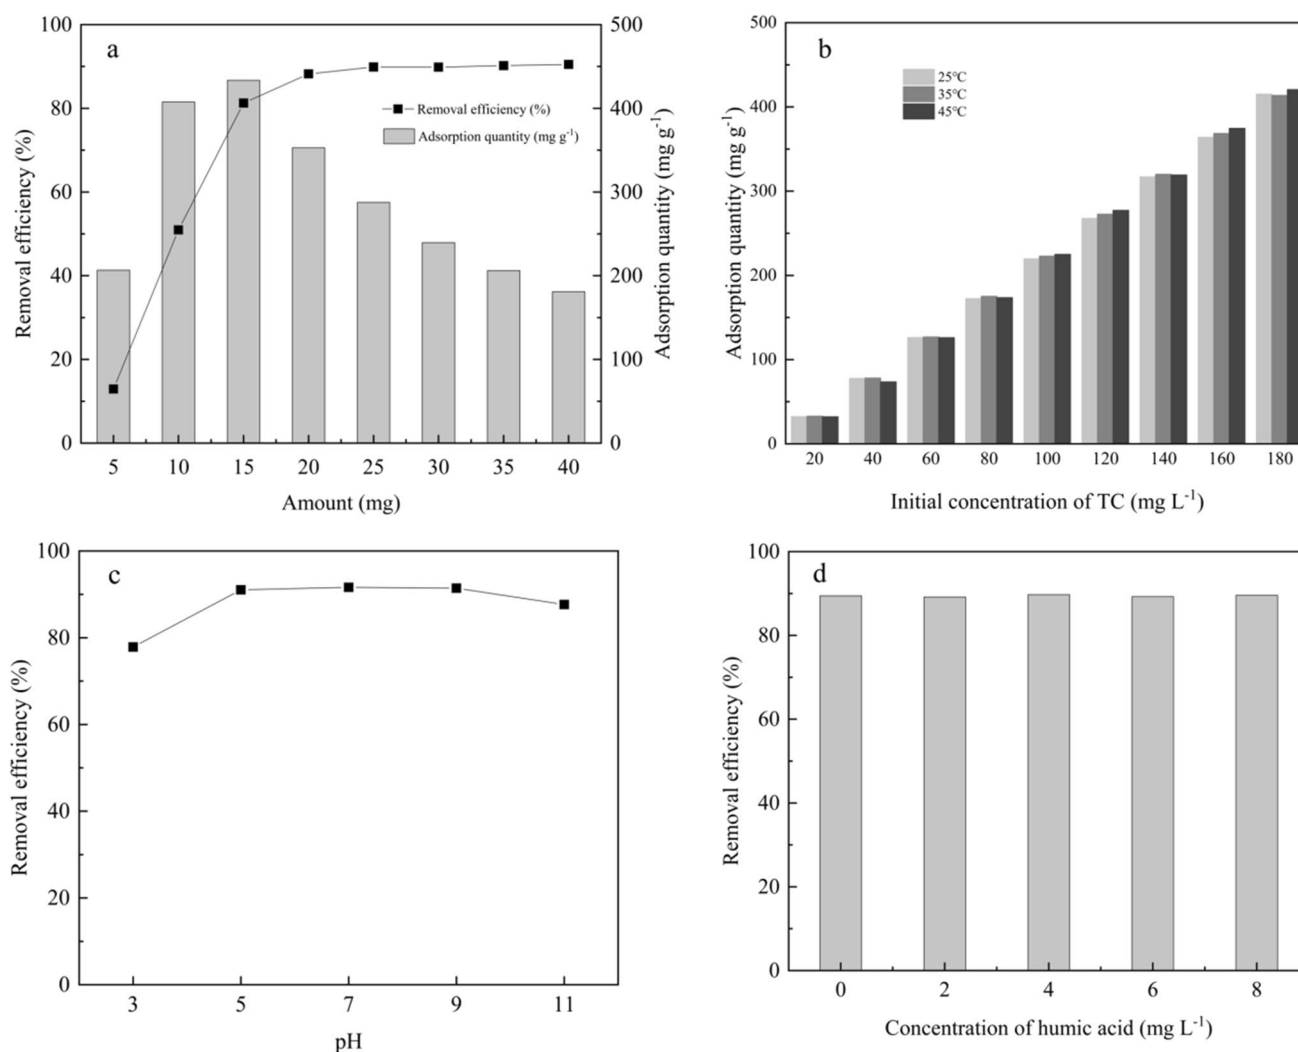 a
Removal efficiency (%)
100
80
60
40
20
0
500
400
300
200
100
0
Adsorption quantity (mg g⁻¹)
Removal efficiency (%)
Adsorption quantity (mg g⁻¹)
5 10 15 20 25 30 35 40
Amount (mg)
b
Adsorption quantity (mg g⁻¹)
500
400
300
200
100
0
25℃
35℃
45℃
20 40 60 80 100 120 140 160 180
Initial concentration of TC (mg L⁻¹)
c
Removal efficiency (%)
100
80
60
40
20
0
3 5 7 9 11
pH
d
Removal efficiency (%)
100
80
60
40
20
0
0 2 4 6 8
Concentration of humic acid (mg L⁻¹)